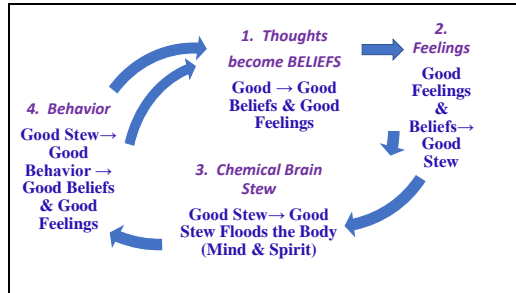 1. Thoughts
become BELIEFS
Good → Good
Beliefs & Good
Feelings
2.
Feelings
Good
Feelings
&
Beliefs→
Good
Stew
3. Chemical Brain
Stew
Good Stew→ Good
Stew Floods the Body
(Mind & Spirit)
4. Behavior
Good Stew→
Good
Behavior →
Good Beliefs
& Good
Feelings